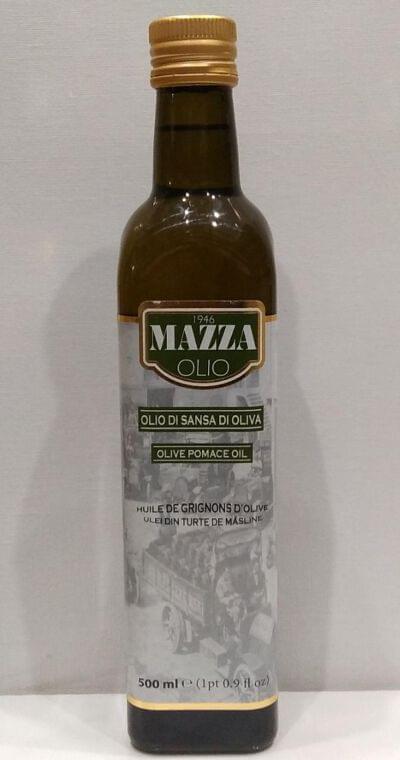 1946
MAZZA
OLIO
OLIO DI SANSA DI OLIVA
OLIVE POMACE OIL
HUILE DE GRIGNONS D'OLIVE
ULEI DIN TURTE DE MĂSLINE
500 ml ℮ (1pt 0.9 fl oz)